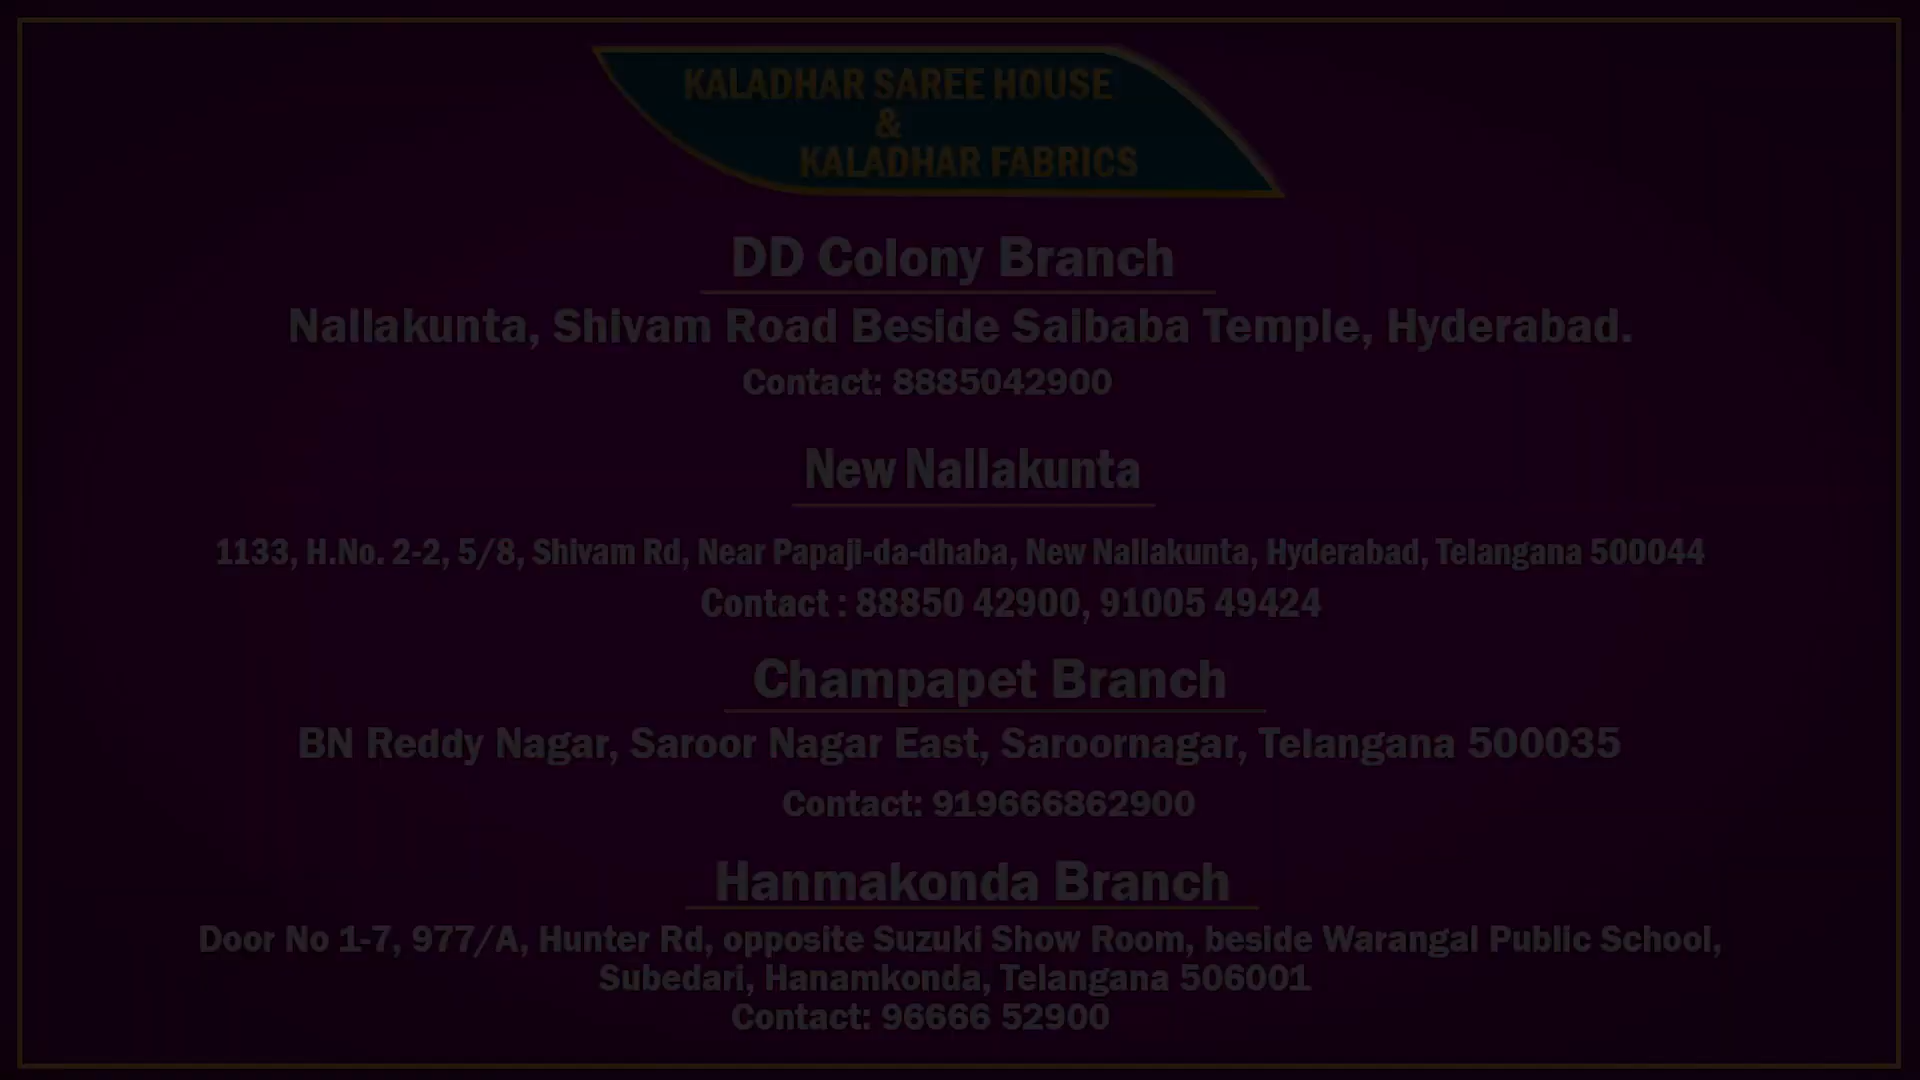 KALADHAR SAREE HOUSE
&
KALADHAR FABRICS
DD Colony Branch
Nallakunta, Shivam Road Beside Saibaba Temple, Hyderabad.
Contact: 8885042900
New Nallakunta
1133, H.No. 2-2, 5/8, Shivam Rd, Near Papaji-da-dhaba, New Nallakunta, Hyderabad, Telangana 500044
Contact : 88850 42900, 91005 49424
Champapet Branch
BN Reddy Nagar, Saroor Nagar East, Saroornagar, Telangana 500035
Contact: 919666862900
Hanmakonda Branch
Door No 1-7, 977/A, Hunter Rd, opposite Suzuki Show Room, beside Warangal Public School,
Subedari, Hanamkonda, Telangana 506001
Contact: 96666 52900